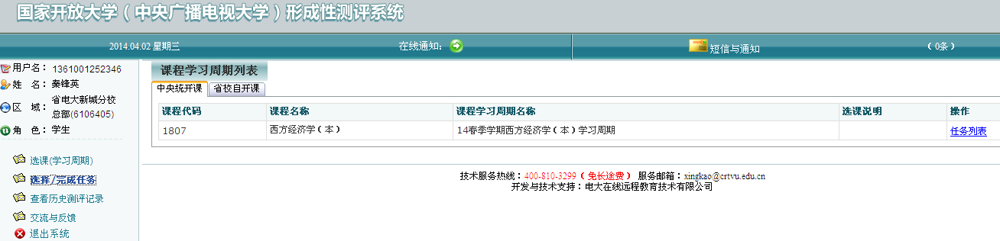 国家开放大学（中央广播电视大学）形成性测评系统
2014.04.02 星期三 在线通知： 短信与通知 （ 0条 ）
用户名： 1361001252346
姓 名： 秦锋英
区 域： 省电大新城分校总部(6106405)
角 色： 学生
选课(学习周期)
选择/完成任务
查看历史测评记录
交流与反馈
退出系统
课程学习周期列表
中央统开课 省校自开课
课程代码 课程名称 课程学习周期名称 选课说明 操作
1807 西方经济学（本） 14春季学期西方经济学（本）学习周期 任务列表
技术服务热线：400-810-3299（免长途费） 服务邮箱：xingkao@crtvu.edu.cn
开发与技术支持：电大在线远程教育技术有限公司